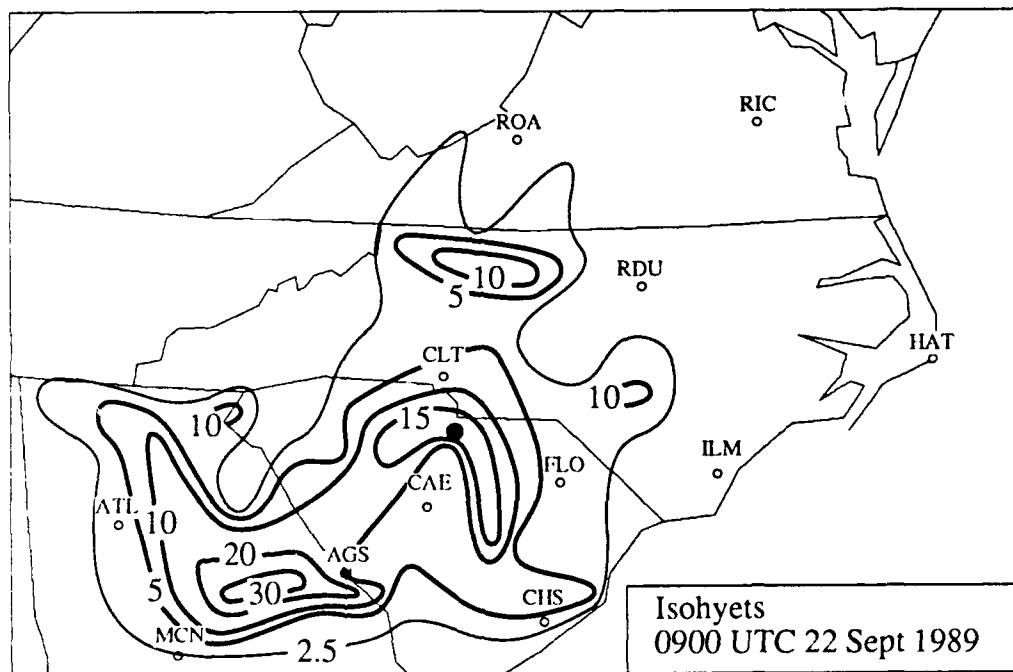 RIC
ROA
RDU
10
5
HAT
CLT
10
10
15
ILM
FLO
CAE
ATL
10
20
AGS
5
30
CHS
MCN
2.5
Isohyets
0900 UTC 22 Sept 1989